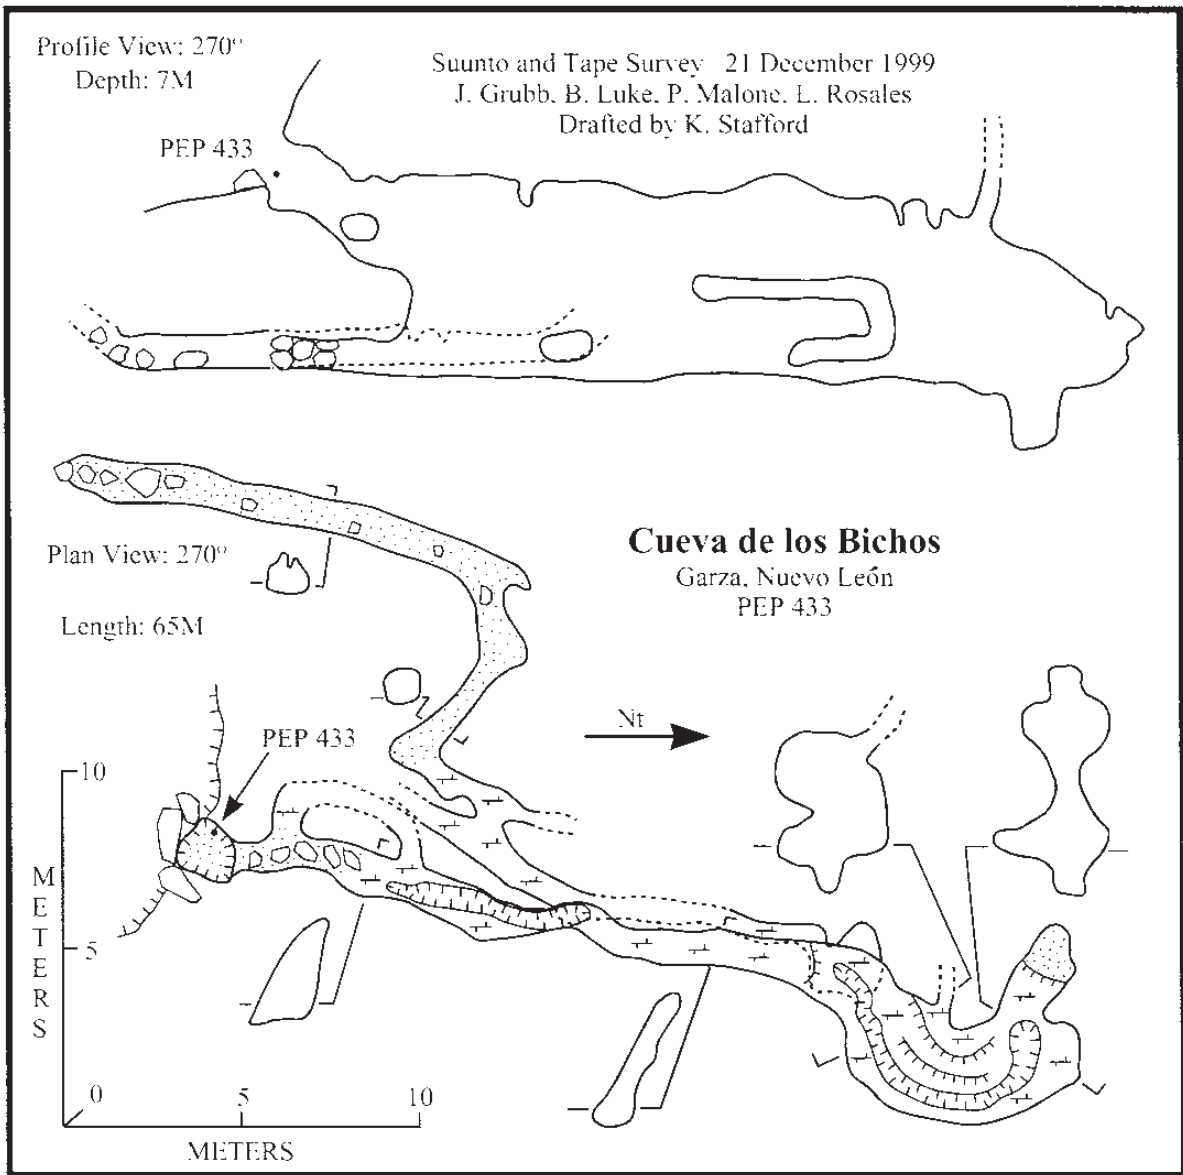 Profile View: 270°
Depth: 7M
Suunto and Tape Survey 21 December 1999
J. Grubb, B. Luke, P. Malone, L. Rosales
Drafted by K. Stafford
PEP 433
Plan View: 270°
Length: 65M
Cueva de los Bichos
Garza, Nuevo León
PEP 433
Nt
PEP 433
10
5
METERS
0
5
10
METERS